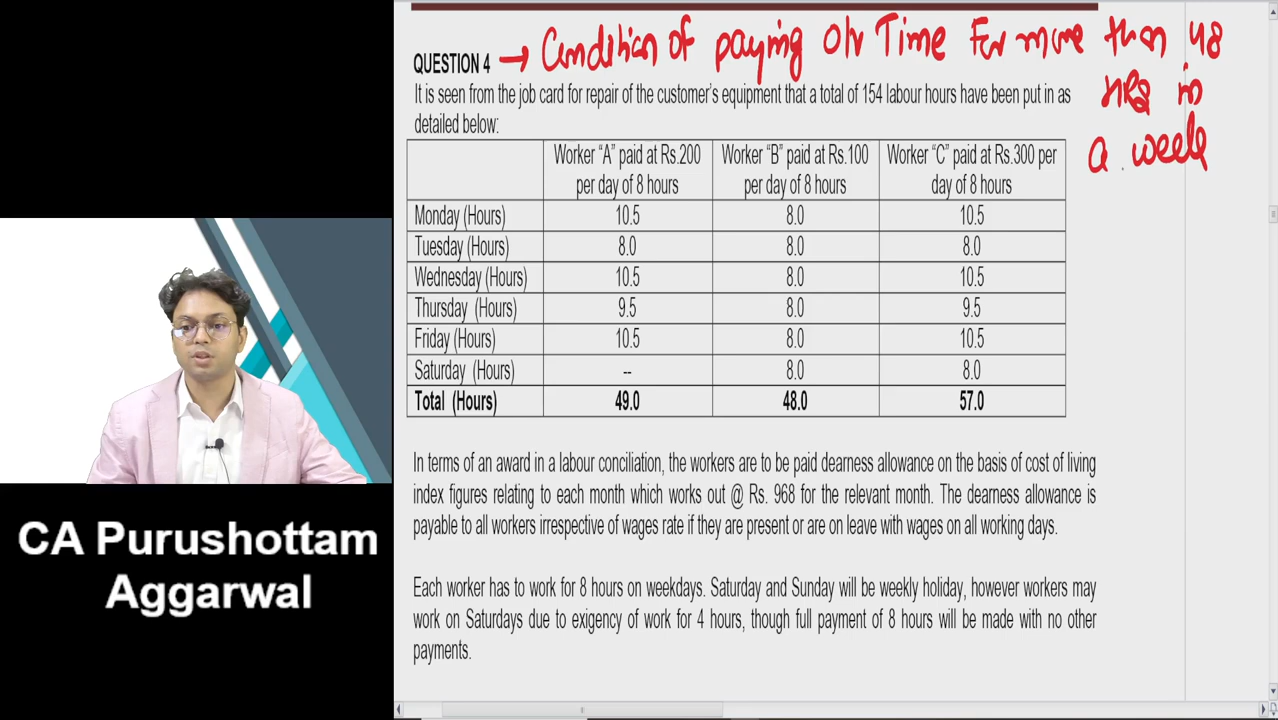 QUESTION 4 → Condition of paying O/v Time For more than 48
HRs in
a week
It is seen from the job card for repair of the customer's equipment that a total of 154 labour hours have been put in as
detailed below:
Worker “A” paid at Rs.200 per day of 8 hours
Worker “B” paid at Rs.100 per day of 8 hours
Worker “C” paid at Rs.300 per day of 8 hours
Monday (Hours) 10.5 8.0 10.5
Tuesday (Hours) 8.0 8.0 8.0
Wednesday (Hours) 10.5 8.0 10.5
Thursday (Hours) 9.5 8.0 9.5
Friday (Hours) 10.5 8.0 10.5
Saturday (Hours) -- 8.0 8.0
Total (Hours) 49.0 48.0 57.0
In terms of an award in a labour conciliation, the workers are to be paid dearness allowance on the basis of cost of living
index figures relating to each month which works out @ Rs. 968 for the relevant month. The dearness allowance is
payable to all workers irrespective of wages rate if they are present or are on leave with wages on all working days.
Each worker has to work for 8 hours on weekdays. Saturday and Sunday will be weekly holiday, however workers may
work on Saturdays due to exigency of work for 4 hours, though full payment of 8 hours will be made with no other
payments.
CA Purushottam
Aggarwal